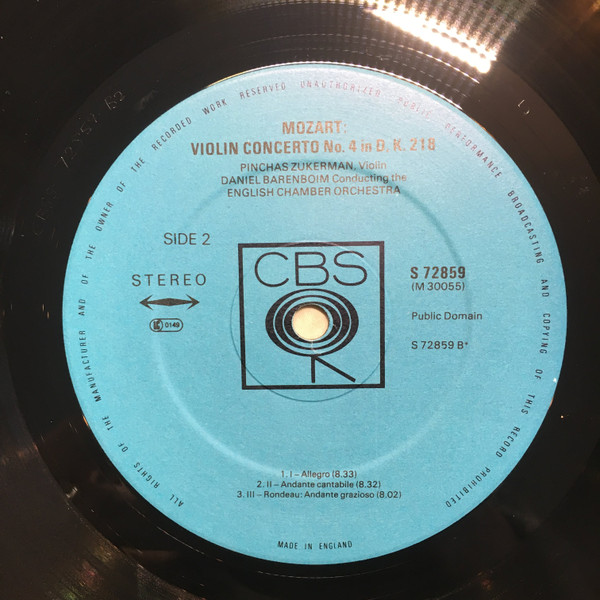 ALL RIGHTS OF THE MANUFACTURER AND OF THE OWNER OF THE RECORDED WORK RESERVED UNAUTHORIZED PUBLIC PERFORMANCE BROADCASTING AND COPYING OF THIS RECORD PROHIBITED
MOZART:
VIOLIN CONCERTO No. 4 in D, K. 218
PINCHAS ZUKERMAN, Violin
DANIEL BARENBOIM Conducting the
ENGLISH CHAMBER ORCHESTRA
SIDE 2
STEREO
LC 0149
CBS
S 72859
(M 30055)
Public Domain
S 72859 B*
1. I – Allegro (8.33)
2. II – Andante cantabile (8.32)
3. III – Rondeau: Andante grazioso (8.02)
MADE IN ENGLAND